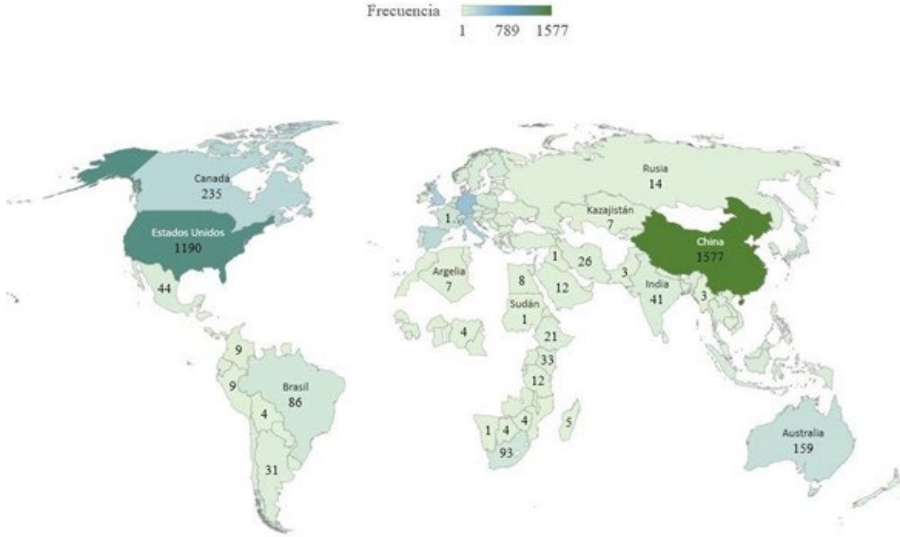 Frecuencia
1 789 1577
Canadá
235
Estados Unidos
1190
44
9
9
Brasil
86
4
31
Rusia
14
Kazajistán
7
1
China
1577
1
26
Argelia
7
8
12
3
India
41
3
Sudán
1
4
21
33
12
1
4
4
5
93
Australia
159